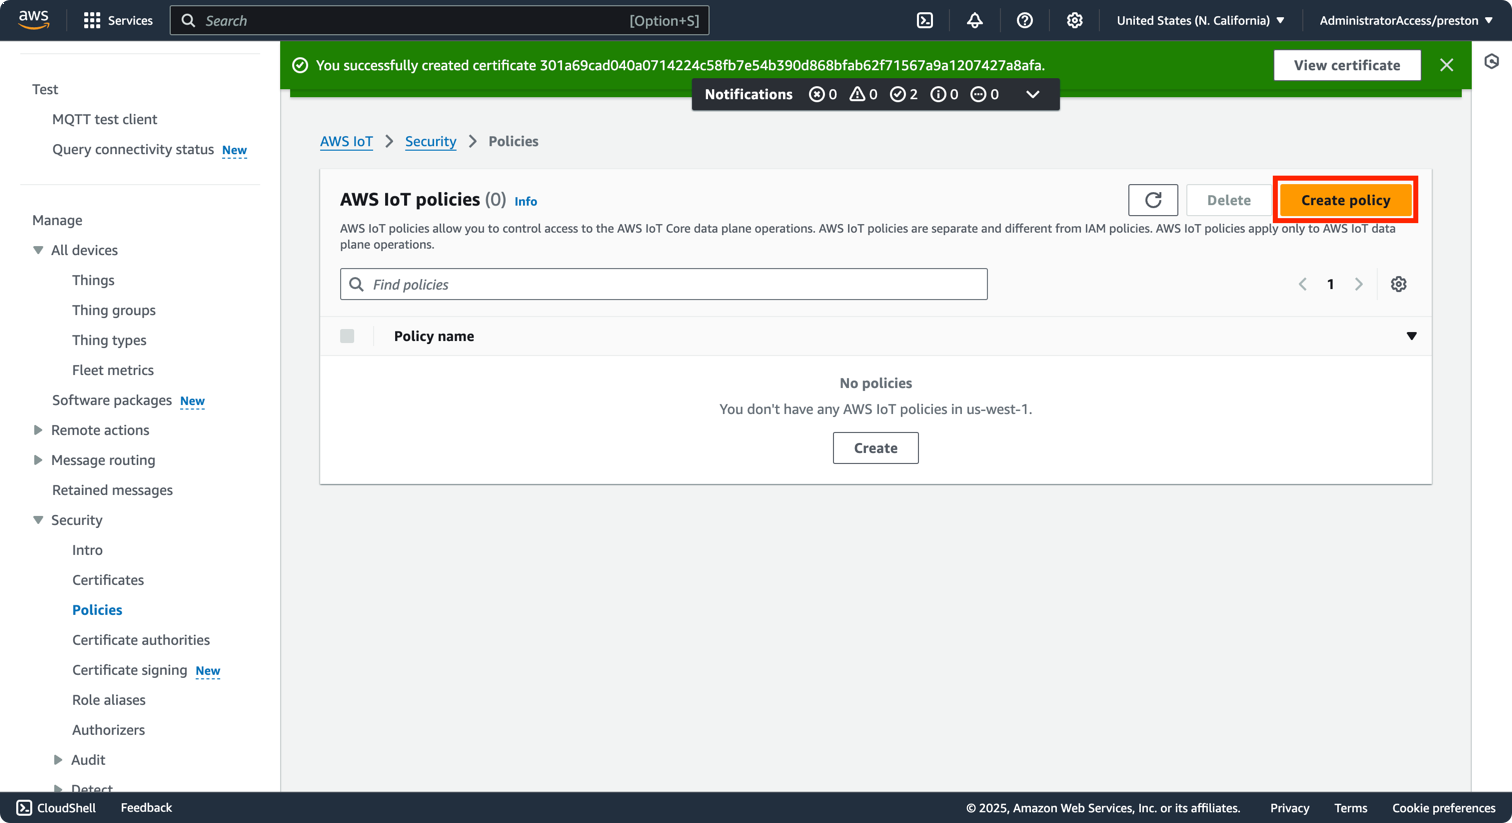 aws
Services
Search
[Option+S]
United States (N. California)
AdministratorAccess/preston
Test
MQTT test client
Query connectivity status New
Manage
All devices
Things
Thing groups
Thing types
Fleet metrics
Software packages New
Remote actions
Message routing
Retained messages
Security
Intro
Certificates
Policies
Certificate authorities
Certificate signing New
Role aliases
Authorizers
Audit
Detect
You successfully created certificate 301a69cad040a0714224c58fb7e54b390d868bfab62f71567a9a1207427a8afa.
View certificate
Notifications 0 0 2 0 0
AWS IoT > Security > Policies
AWS IoT policies (0) Info
Delete
Create policy
AWS IoT policies allow you to control access to the AWS IoT Core data plane operations. AWS IoT policies are separate and different from IAM policies. AWS IoT policies apply only to AWS IoT data
plane operations.
Find policies
1
Policy name
No policies
You don't have any AWS IoT policies in us-west-1.
Create
CloudShell
Feedback
© 2025, Amazon Web Services, Inc. or its affiliates.
Privacy
Terms
Cookie preferences